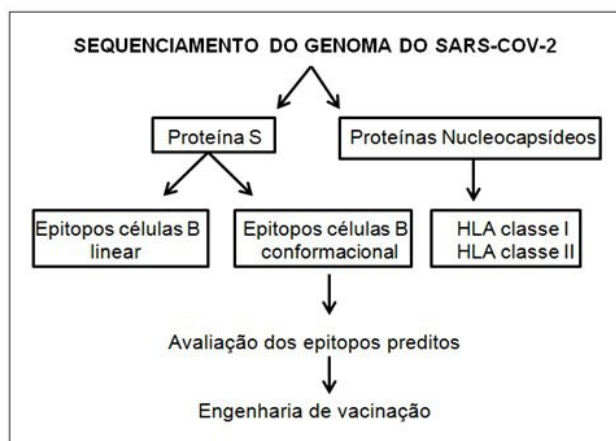 SEQUENCIAMENTO DO GENOMA DO SARS-COV-2
Proteína S
Proteínas Nucleocapsídeos
Epitopos células B
linear
Epitopos células B
conformacional
HLA classe I
HLA classe II
Avaliação dos epitopos preditos
Engenharia de vacinação